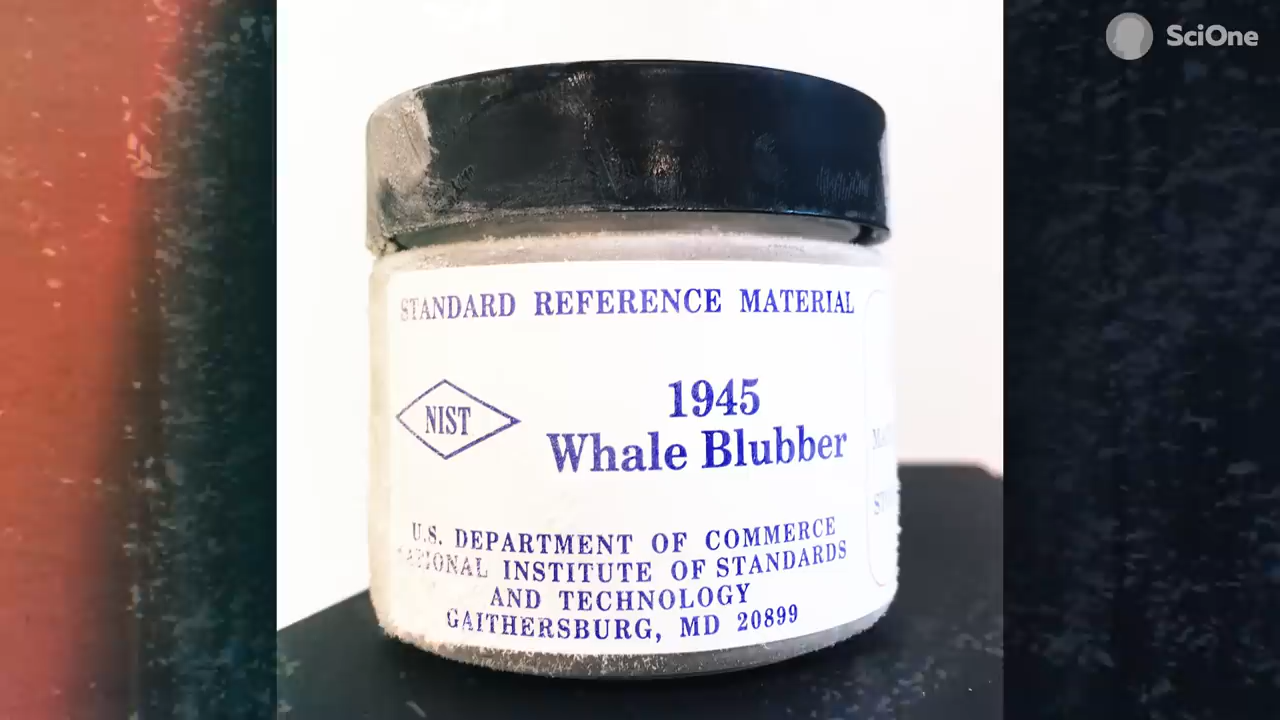 SciOne
STANDARD REFERENCE MATERIAL
NIST
1945
Whale Blubber
U.S. DEPARTMENT OF COMMERCE
NATIONAL INSTITUTE OF STANDARDS
AND TECHNOLOGY
GAITHERSBURG, MD 20899